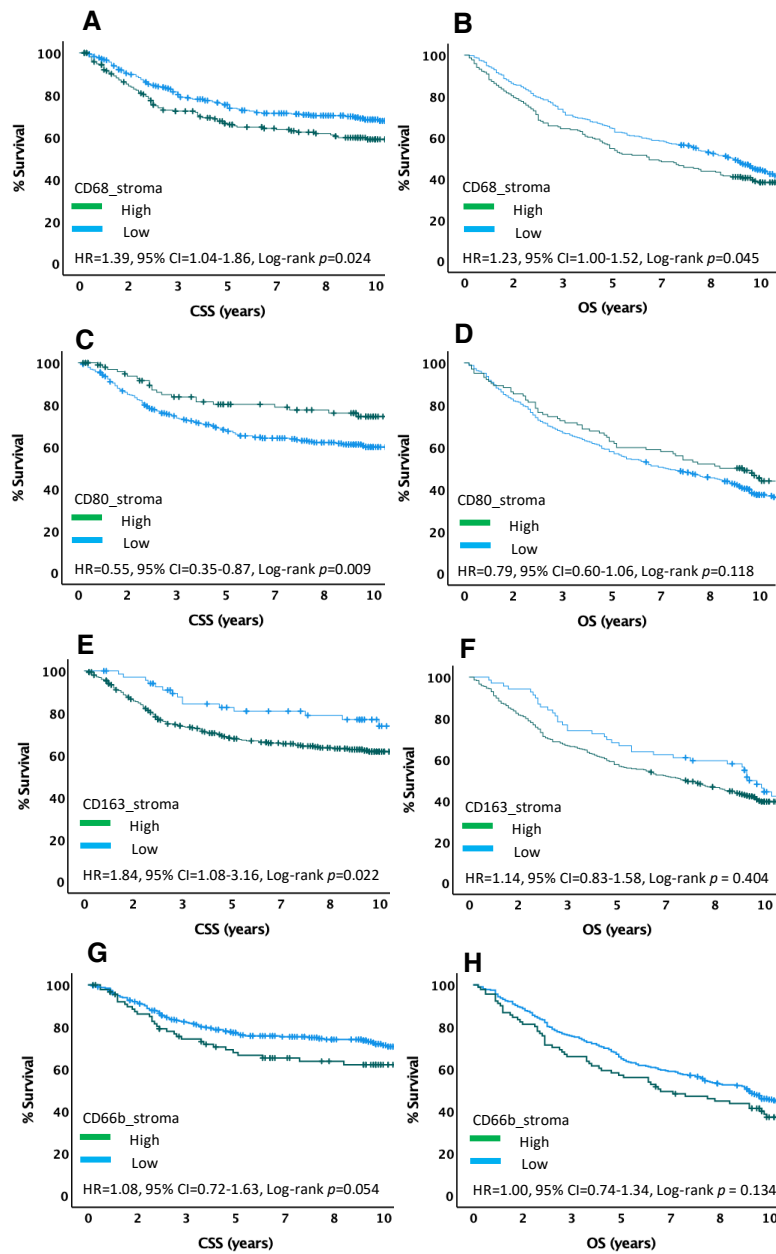 A
100
80
60
40
20
0
% Survival
CD68_stroma
High
Low
HR=1.39, 95% CI=1.04-1.86, Log-rank p=0.024
0 2 3 5 7 8 10
CSS (years)
B
100
80
60
40
20
0
% Survival
CD68_stroma
High
Low
HR=1.23, 95% CI=1.00-1.52, Log-rank p=0.045
0 2 3 5 7 8 10
OS (years)
C
100
80
60
40
20
0
% Survival
CD80_stroma
High
Low
HR=0.55, 95% CI=0.35-0.87, Log-rank p=0.009
0 2 3 5 7 8 10
CSS (years)
D
100
80
60
40
20
0
% Survival
CD80_stroma
High
Low
HR=0.79, 95% CI=0.60-1.06, Log-rank p=0.118
0 2 3 5 7 8 10
OS (years)
E
100
80
60
40
20
0
% Survival
CD163_stroma
High
Low
HR=1.84, 95% CI=1.08-3.16, Log-rank p=0.022
0 2 3 5 7 8 10
CSS (years)
F
100
80
60
40
20
0
% Survival
CD163_stroma
High
Low
HR=1.14, 95% CI=0.83-1.58, Log-rank p = 0.404
0 2 3 5 7 8 10
OS (years)
G
100
80
60
40
20
0
% Survival
CD66b_stroma
High
Low
HR=1.08, 95% CI=0.72-1.63, Log-rank p=0.054
0 2 3 5 7 8 10
CSS (years)
H
100
80
60
40
20
0
% Survival
CD66b_stroma
High
Low
HR=1.00, 95% CI=0.74-1.34, Log-rank p = 0.134
0 2 3 5 7 8 10
OS (years)